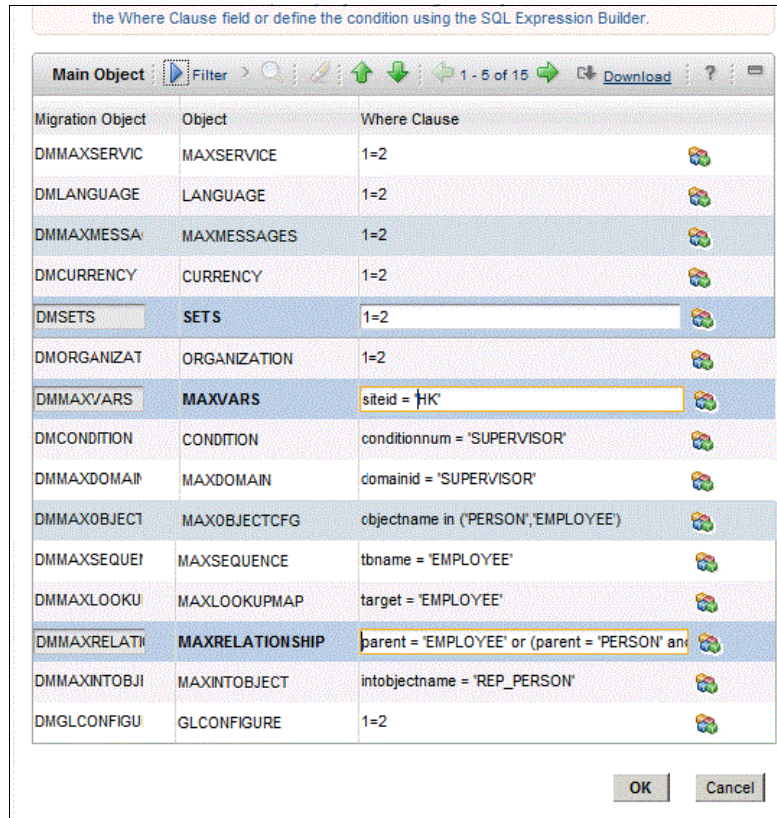 the Where Clause field or define the condition using the SQL Expression Builder.
Main Object Filter > 1 - 5 of 15 Download ?
Migration Object Object Where Clause
DMMAXSERVIC MAXSERVICE 1=2
DMLANGUAGE LANGUAGE 1=2
DMMAXMESSA MAXMESSAGES 1=2
DMCURRENCY CURRENCY 1=2
DMSETS SETS 1=2
DMORGANIZAT ORGANIZATION 1=2
DMMAXVARS MAXVARS siteid = 'HK'
DMCONDITION CONDITION conditionnum = 'SUPERVISOR'
DMMAXDOMAIN MAXDOMAIN domainid = 'SUPERVISOR'
DMMAXOBJECT MAXOBJECTCFG objectname in ('PERSON','EMPLOYEE')
DMMAXSEQUEN MAXSEQUENCE tbname = 'EMPLOYEE'
DMMAXLOOKU MAXLOOKUPMAP target = 'EMPLOYEE'
DMMAXRELATI MAXRELATIONSHIP parent = 'EMPLOYEE' or (parent = 'PERSON' and
DMMAXINTOBJ MAXINTOBJECT intobjectname = 'REP_PERSON'
DMGLCONFIGU GLCONFIGURE 1=2
OK Cancel